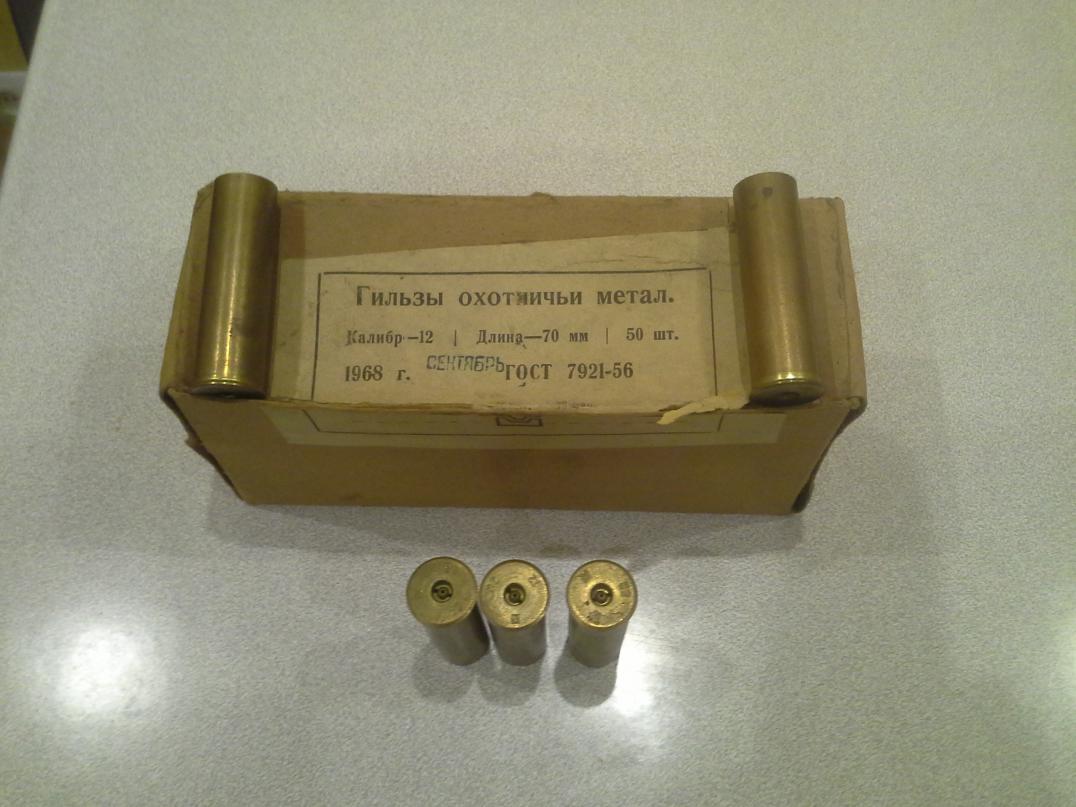 Гильзы охотничьи метал.
Калибр—12 | Длина—70 мм | 50 шт.
1968 г. СЕНТЯБРЬ ГОСТ 7921-56